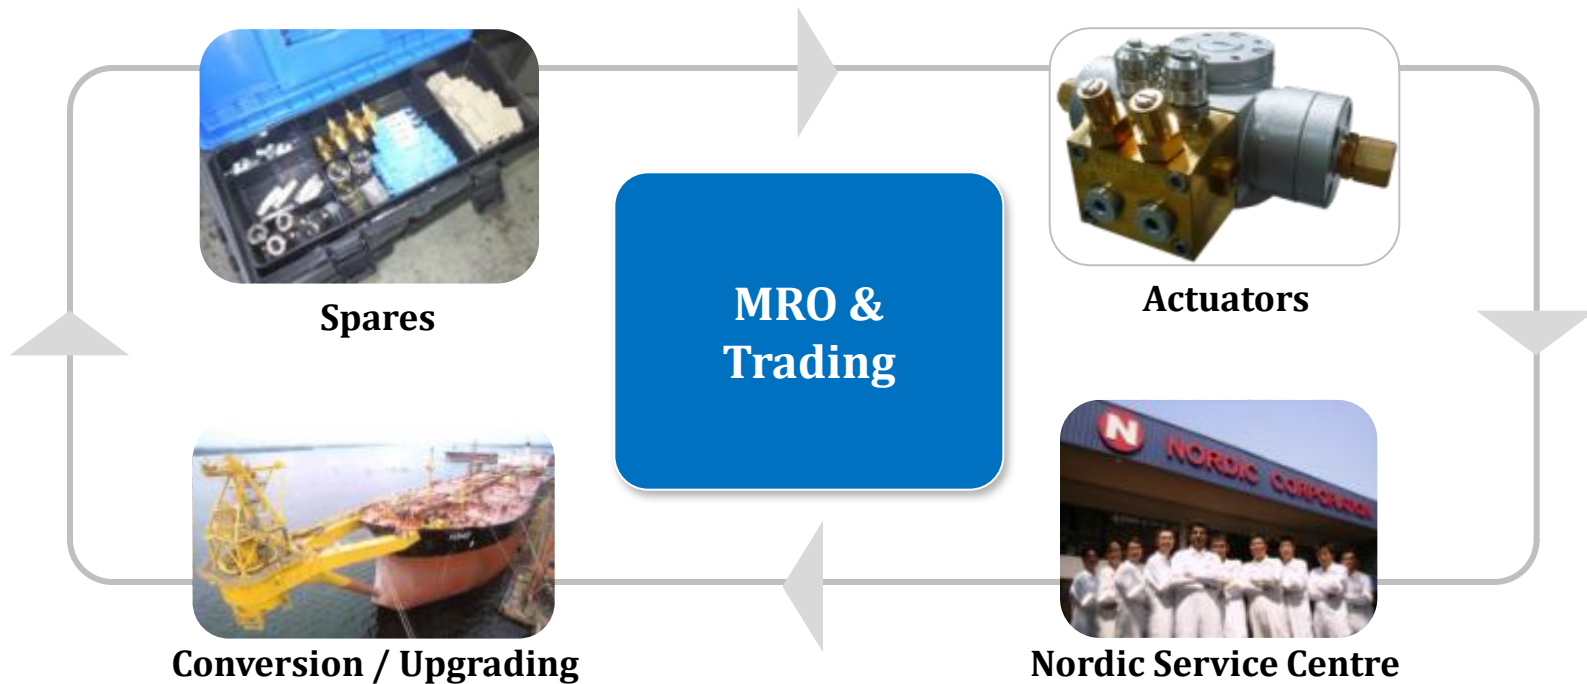 Spares
Actuators
MRO &
Trading
N
NORDIC CORPORATION
Conversion / Upgrading
Nordic Service Centre